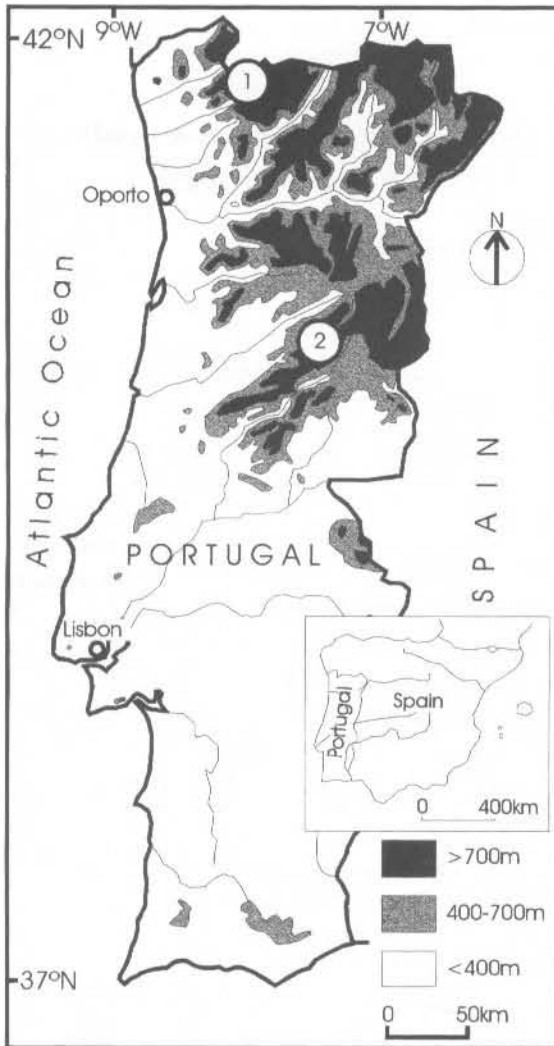 9°W 7°W
42°N
1
Oporto
N
2
Atlantic Ocean
SPAIN
PORTUGAL
Lisbon
Portugal
Spain
0 400km
>700m
400-700m
<400m
37°N
0 50km